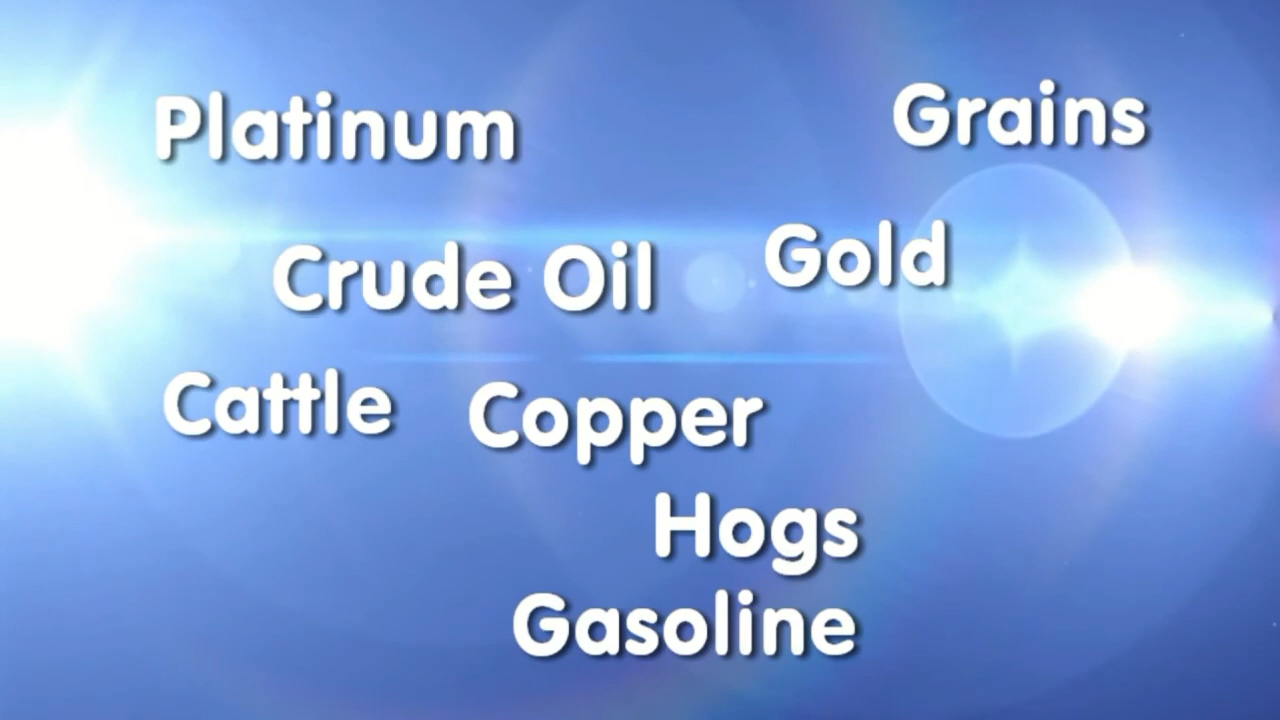 Platinum
Grains
Crude Oil
Gold
Cattle
Copper
Hogs
Gasoline